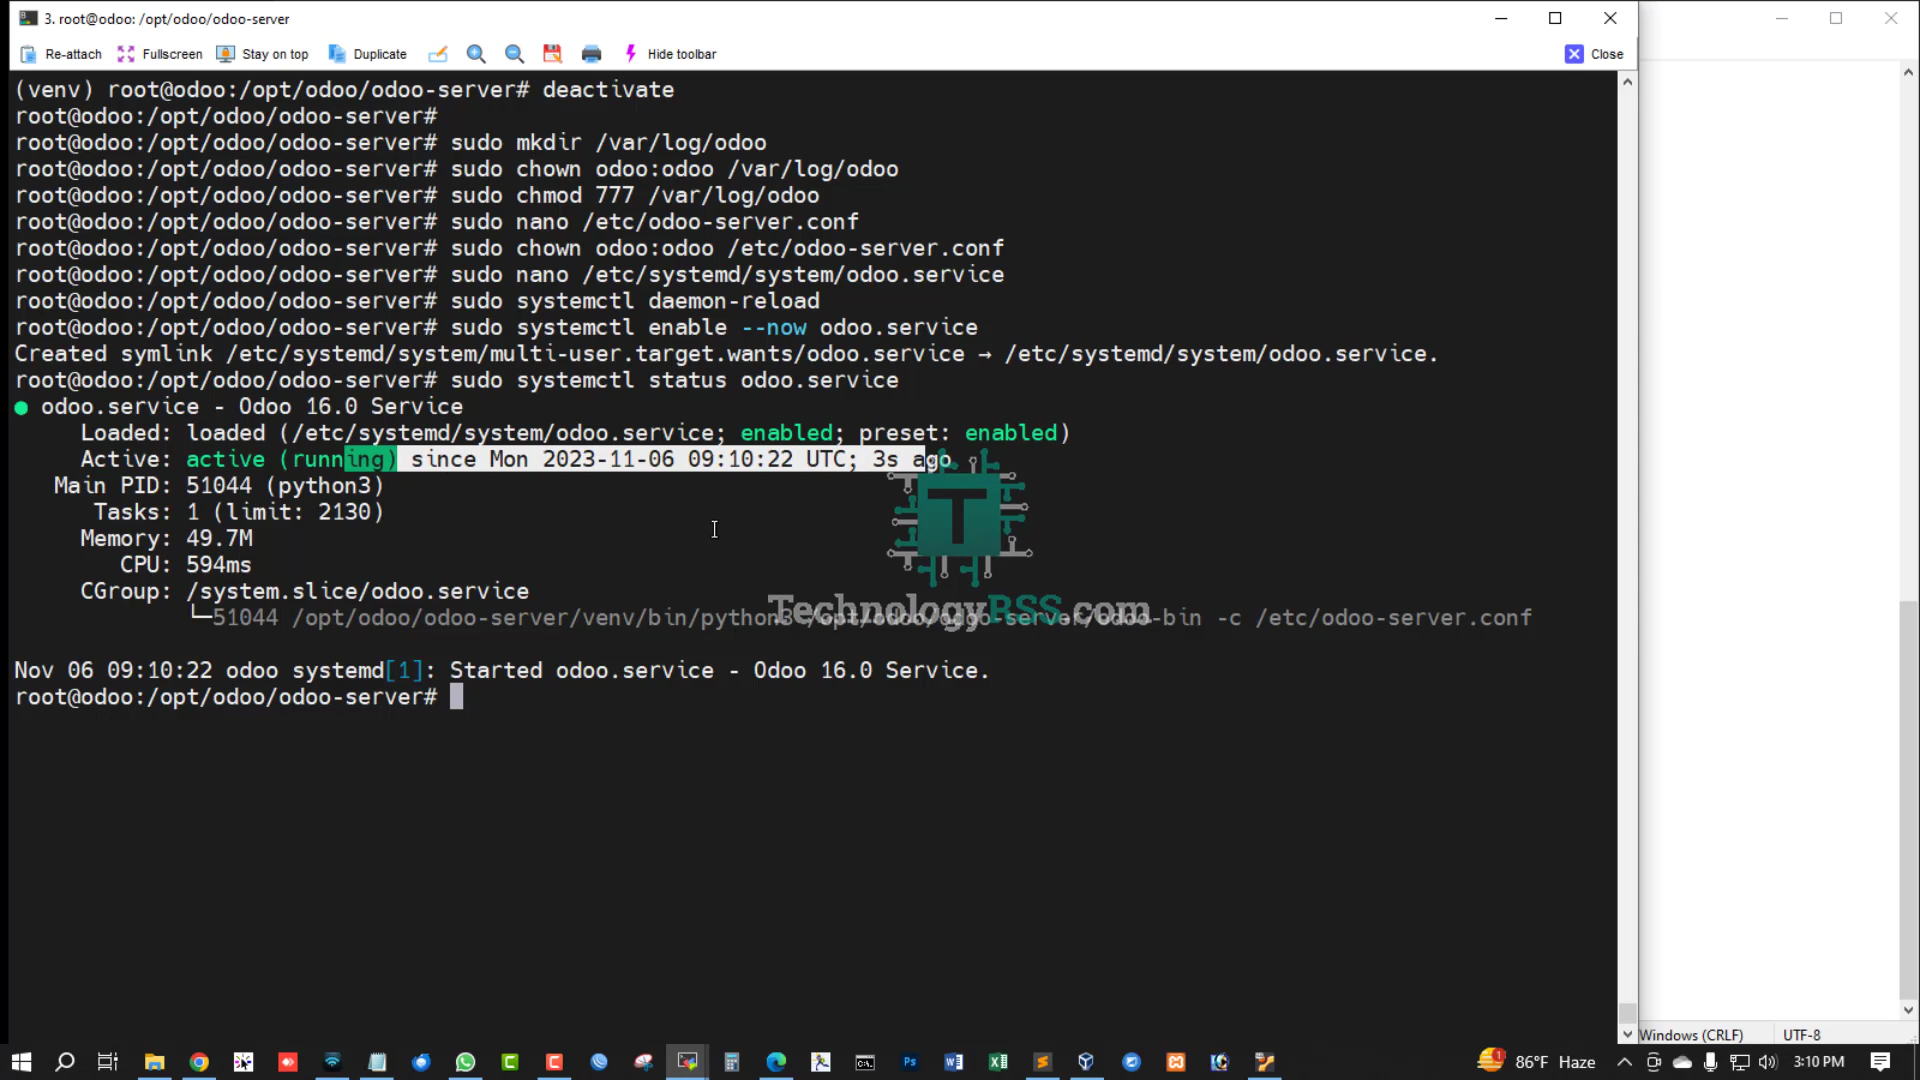 3. root@odoo: /opt/odoo/odoo-server
Re-attach Fullscreen Stay on top Duplicate Hide toolbar Close
(venv) root@odoo:/opt/odoo/odoo-server# deactivate
root@odoo:/opt/odoo/odoo-server#
root@odoo:/opt/odoo/odoo-server# sudo mkdir /var/log/odoo
root@odoo:/opt/odoo/odoo-server# sudo chown odoo:odoo /var/log/odoo
root@odoo:/opt/odoo/odoo-server# sudo chmod 777 /var/log/odoo
root@odoo:/opt/odoo/odoo-server# sudo nano /etc/odoo-server.conf
root@odoo:/opt/odoo/odoo-server# sudo chown odoo:odoo /etc/odoo-server.conf
root@odoo:/opt/odoo/odoo-server# sudo nano /etc/systemd/system/odoo.service
root@odoo:/opt/odoo/odoo-server# sudo systemctl daemon-reload
root@odoo:/opt/odoo/odoo-server# sudo systemctl enable --now odoo.service
Created symlink /etc/systemd/system/multi-user.target.wants/odoo.service → /etc/systemd/system/odoo.service.
root@odoo:/opt/odoo/odoo-server# sudo systemctl status odoo.service
● odoo.service - Odoo 16.0 Service
Loaded: loaded (/etc/systemd/system/odoo.service; enabled; preset: enabled)
Active: active (running) since Mon 2023-11-06 09:10:22 UTC; 3s ago
Main PID: 51044 (python3)
Tasks: 1 (limit: 2130)
Memory: 49.7M
CPU: 594ms
CGroup: /system.slice/odoo.service
└─51044 /opt/odoo/odoo-server/venv/bin/python3 /opt/odoo/odoo-server/odoo-bin -c /etc/odoo-server.conf
T
TechnologyRSS.com
Nov 06 09:10:22 odoo systemd[1]: Started odoo.service - Odoo 16.0 Service.
root@odoo:/opt/odoo/odoo-server#
Windows (CRLF) UTF-8
86°F Haze 3:10 PM